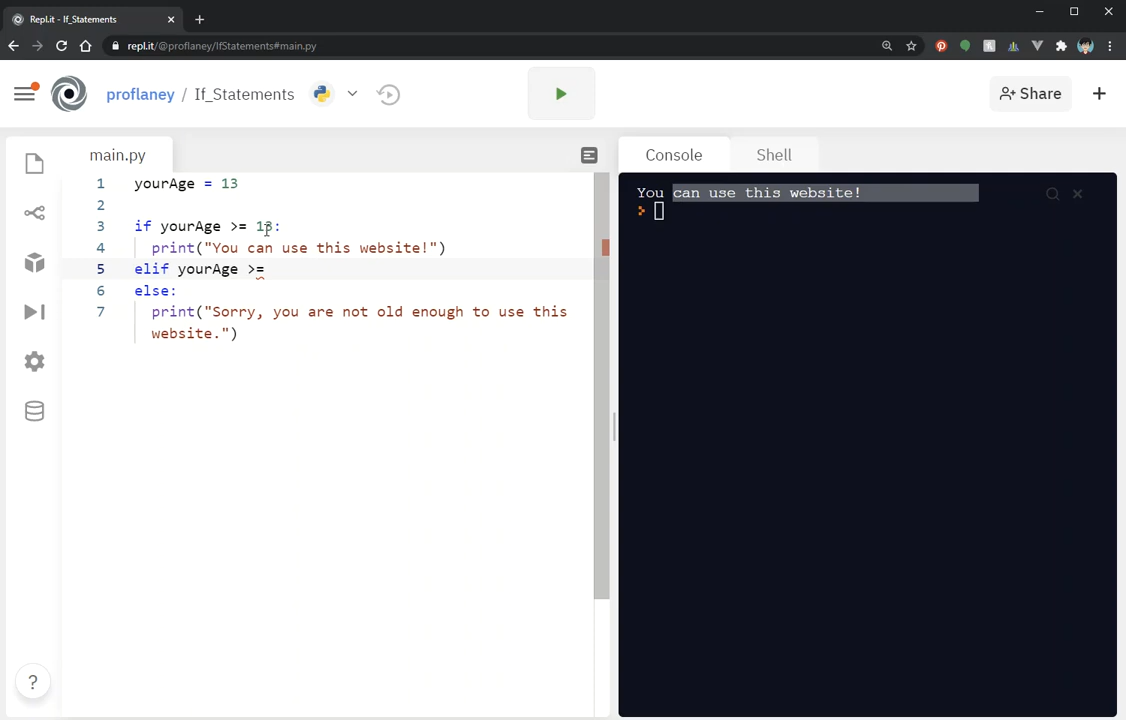 Repl.it - If_Statements
repl.it/@proflaney/IfStatements#main.py
proflaney / If_Statements
Share
main.py
Console
Shell
1 yourAge = 13
2
3 if yourAge >= 13:
4 print("You can use this website!")
5 elif yourAge >=
6 else:
7 print("Sorry, you are not old enough to use this
website.")
You can use this website!
?